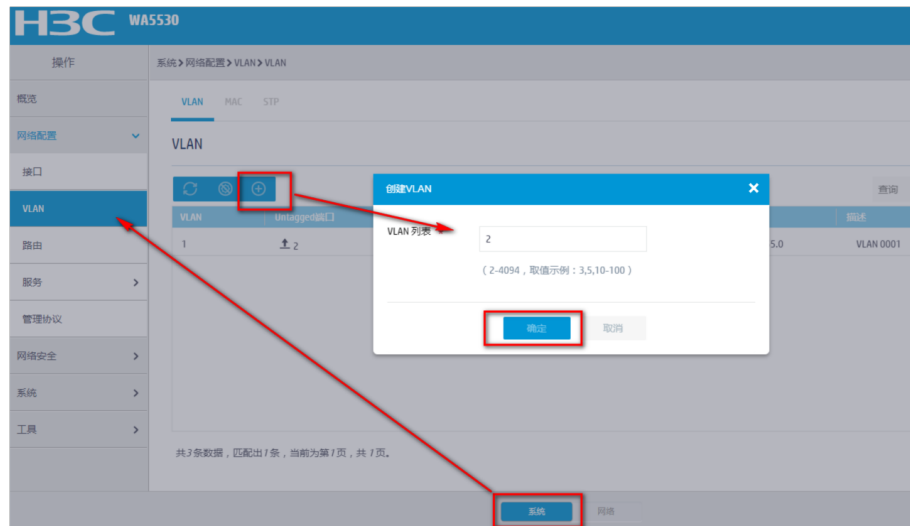 H3C WA5530
操作
系统>网络配置>VLAN>VLAN
概览
VLAN MAC STP
网络配置
VLAN
接口
创建VLAN
查询
VLAN
VLAN Untagged端口 描述
VLAN 列表 2
1 2 5.0 VLAN 0001
路由
(2-4094，取值示例：3,5,10-100)
服务
管理协议
确定 取消
网络安全
系统
工具
共3条数据，匹配出1条，当前为第1页，共 1页。
系统 网络